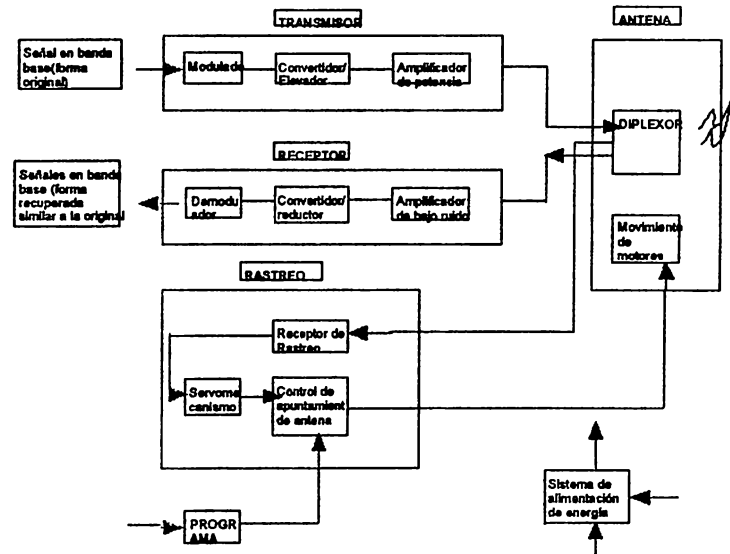 TRANSMISOR
ANTENA
Señal en banda
base(forma
original)
Modulado
Convertidor/
Elevador
Amplificador
de potencia
DIPLEXOR
RECEPTOR
Señales en banda
base (forma
recuperada
similar a la original
Demodu
lador
Convertidor/
reductor
Amplificador
de bajo ruido
Movimiento
de
motores
RASTREO
Receptor de
Rastreo
Servome
canismo
Control de
apuntamient
de antena
Sistema de
alimentación
de energía
PROGR
AMA